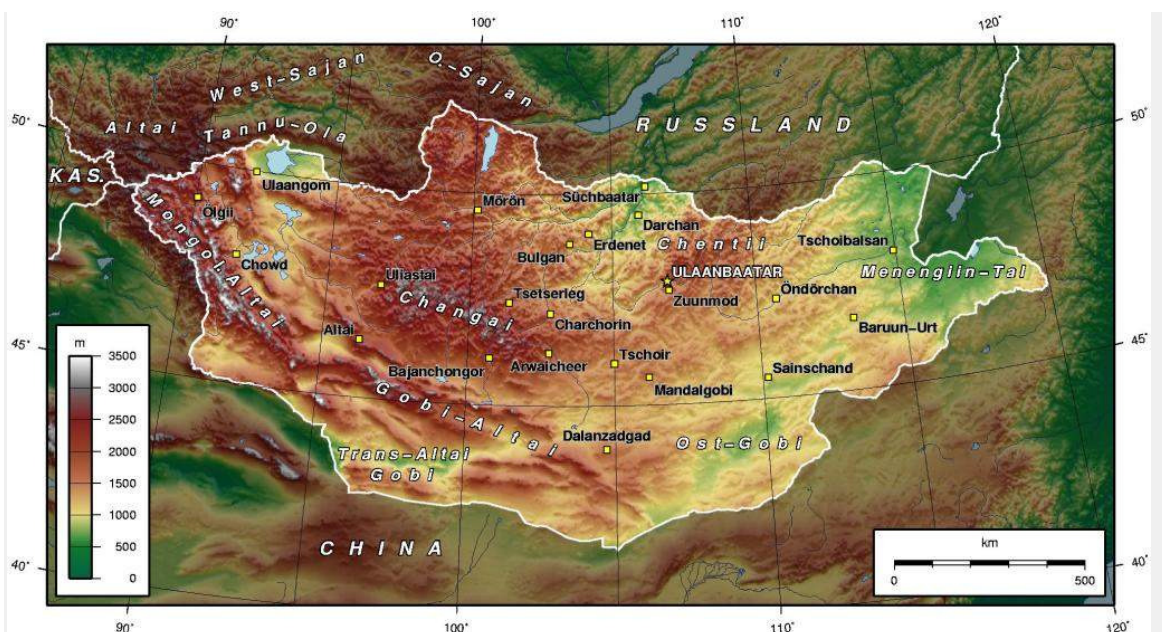 90°
100°
110°
120°
West-Sajan
O.-Sajan
50°
Altai
Tannu-Ola
RUSSLAND
50°
KAS.
Ulaangom
Ölgii
Mörön
Süchbaatar
Darchan
Erdenet
Bulgan
Chentii
Tschoibalsan
Mongol.Altai
Chowd
Uliastai
ULAANBAATAR
Zuunmod
Menengiin-Tal
Öndörchan
Tsetserleg
Changai
Charchorin
Baruun-Urt
Altai
m
3500
3000
2500
2000
1500
1000
500
0
45°
Bajanchongor
Arwaicheer
Tschoir
Mandalgobi
Sainschand
45°
Gobi-Altai
Dalanzadgad
Ost-Gobi
Trans-Altai
Gobi
CHINA
km
0
500
40°
40°
90°
100°
110°
120°